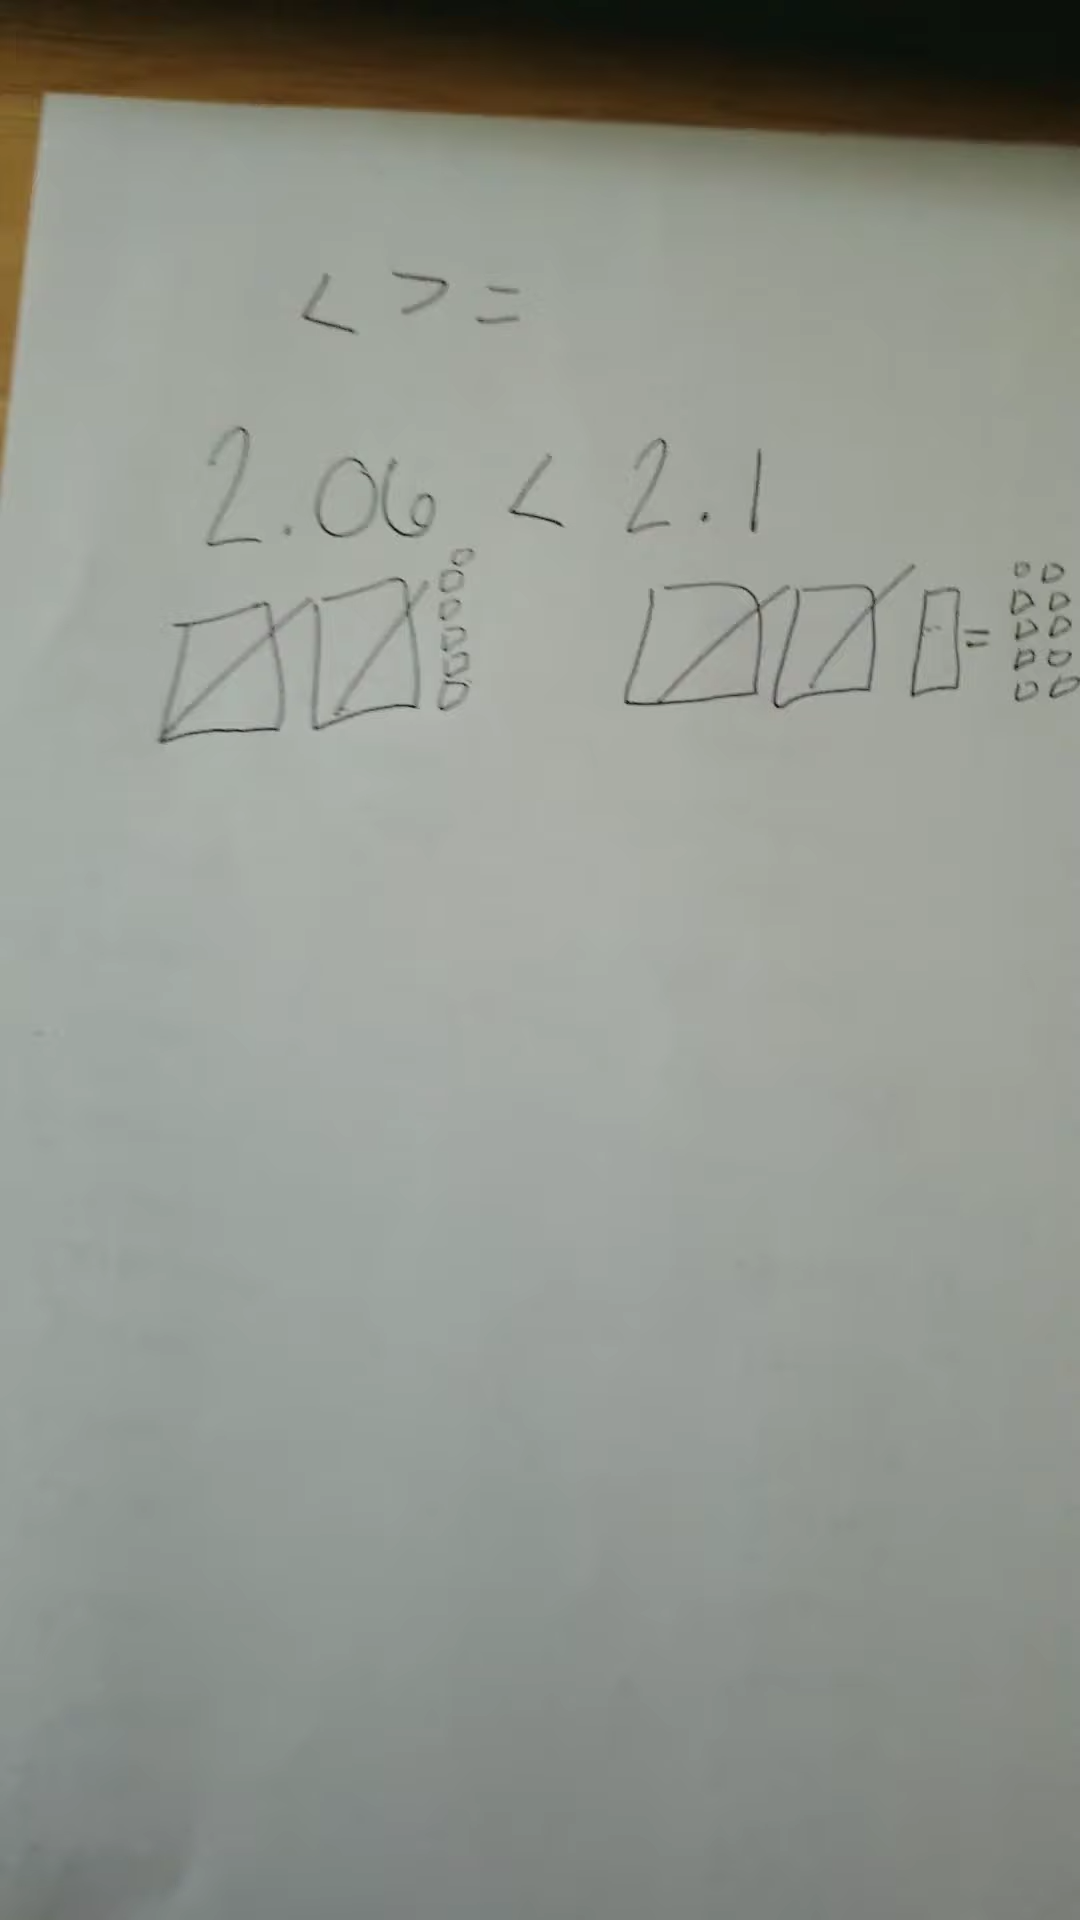 < > =
2.06 < 2.1
=